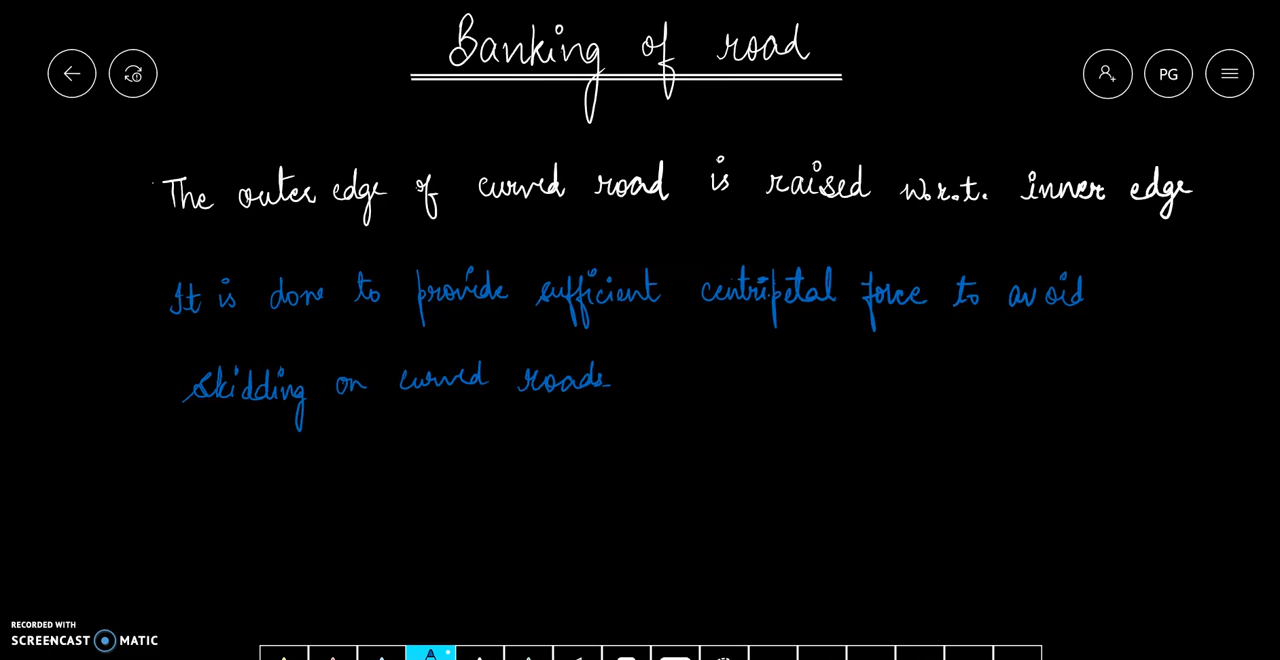 Banking of road
PG
The outer edge of curved road is raised w.r.t. inner edge
It is done to provide sufficient centripetal force to avoid
skidding on curved roads
RECORDED WITH
SCREENCAST MATIC